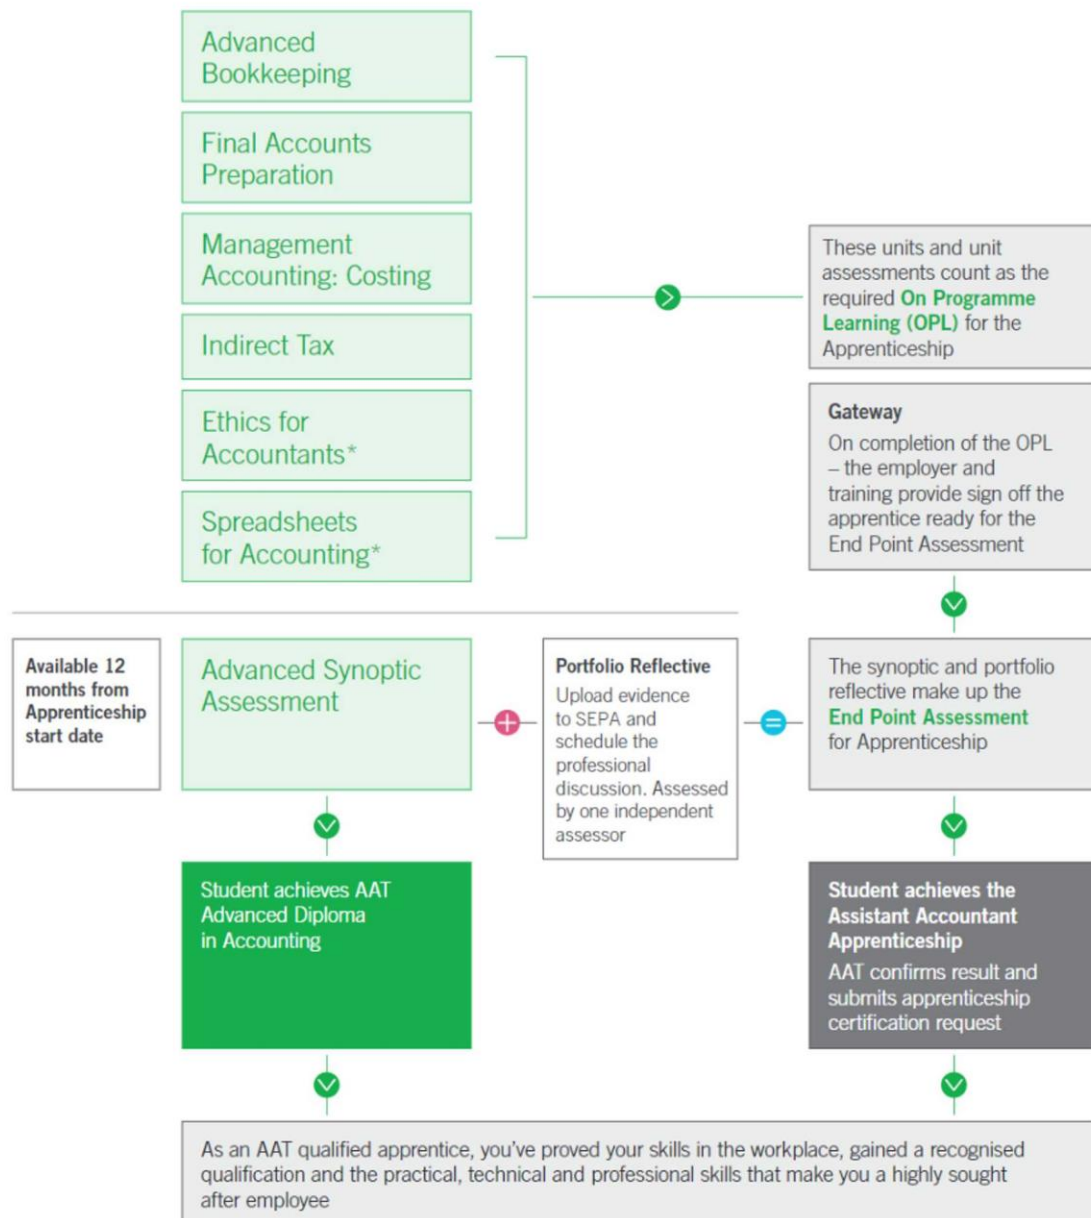 Advanced
Bookkeeping
Final Accounts
Preparation
Management
Accounting: Costing
Indirect Tax
Ethics for
Accountants*
Spreadsheets
for Accounting*
These units and unit
assessments count as the
required On Programme
Learning (OPL) for the
Apprenticeship
Gateway
On completion of the OPL
– the employer and
training provide sign off the
apprentice ready for the
End Point Assessment
Available 12
months from
Apprenticeship
start date
Advanced Synoptic
Assessment
Portfolio Reflective
Upload evidence
to SEPA and
schedule the
professional
discussion. Assessed
by one independent
assessor
The synoptic and portfolio
reflective make up the
End Point Assessment
for Apprenticeship
Student achieves AAT
Advanced Diploma
in Accounting
Student achieves the
Assistant Accountant
Apprenticeship
AAT confirms result and
submits apprenticeship
certification request
As an AAT qualified apprentice, you’ve proved your skills in the workplace, gained a recognised
qualification and the practical, technical and professional skills that make you a highly sought
after employee